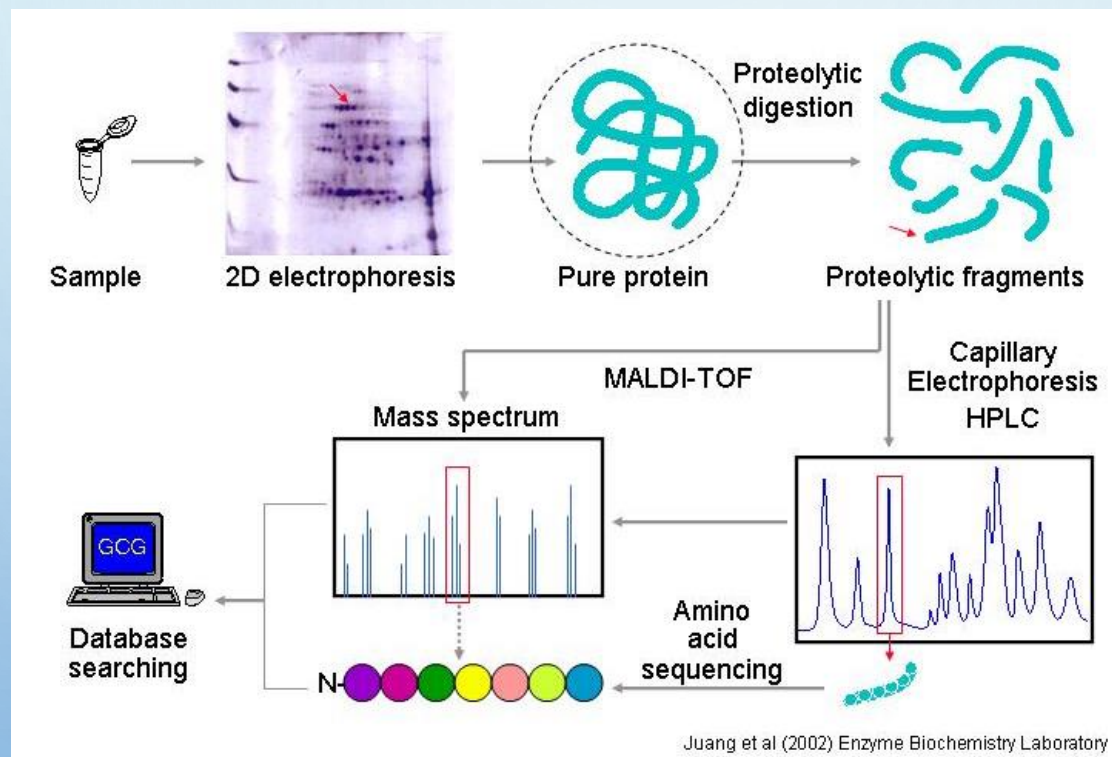 Sample
2D electrophoresis
Pure protein
Proteolytic
digestion
Proteolytic fragments
MALDI-TOF
Capillary
Electrophoresis
HPLC
Mass spectrum
GCG
Database
searching
Amino
acid
sequencing
N-
Juang et al (2002) Enzyme Biochemistry Laboratory